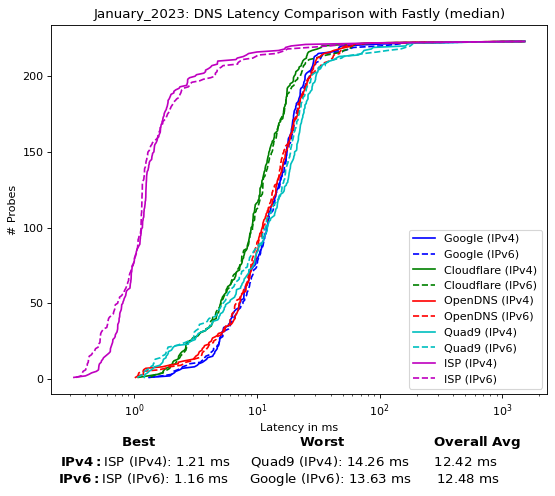 January_2023: DNS Latency Comparison with Fastly (median)
200
150
100
50
0
# Probes
Google (IPv4)
Google (IPv6)
Cloudflare (IPv4)
Cloudflare (IPv6)
OpenDNS (IPv4)
OpenDNS (IPv6)
Quad9 (IPv4)
Quad9 (IPv6)
ISP (IPv4)
ISP (IPv6)
10⁰ 10¹ 10² 10³
Latency in ms
Best Worst Overall Avg
IPv4: ISP (IPv4): 1.21 ms Quad9 (IPv4): 14.26 ms 12.42 ms
IPv6: ISP (IPv6): 1.16 ms Google (IPv6): 13.63 ms 12.48 ms